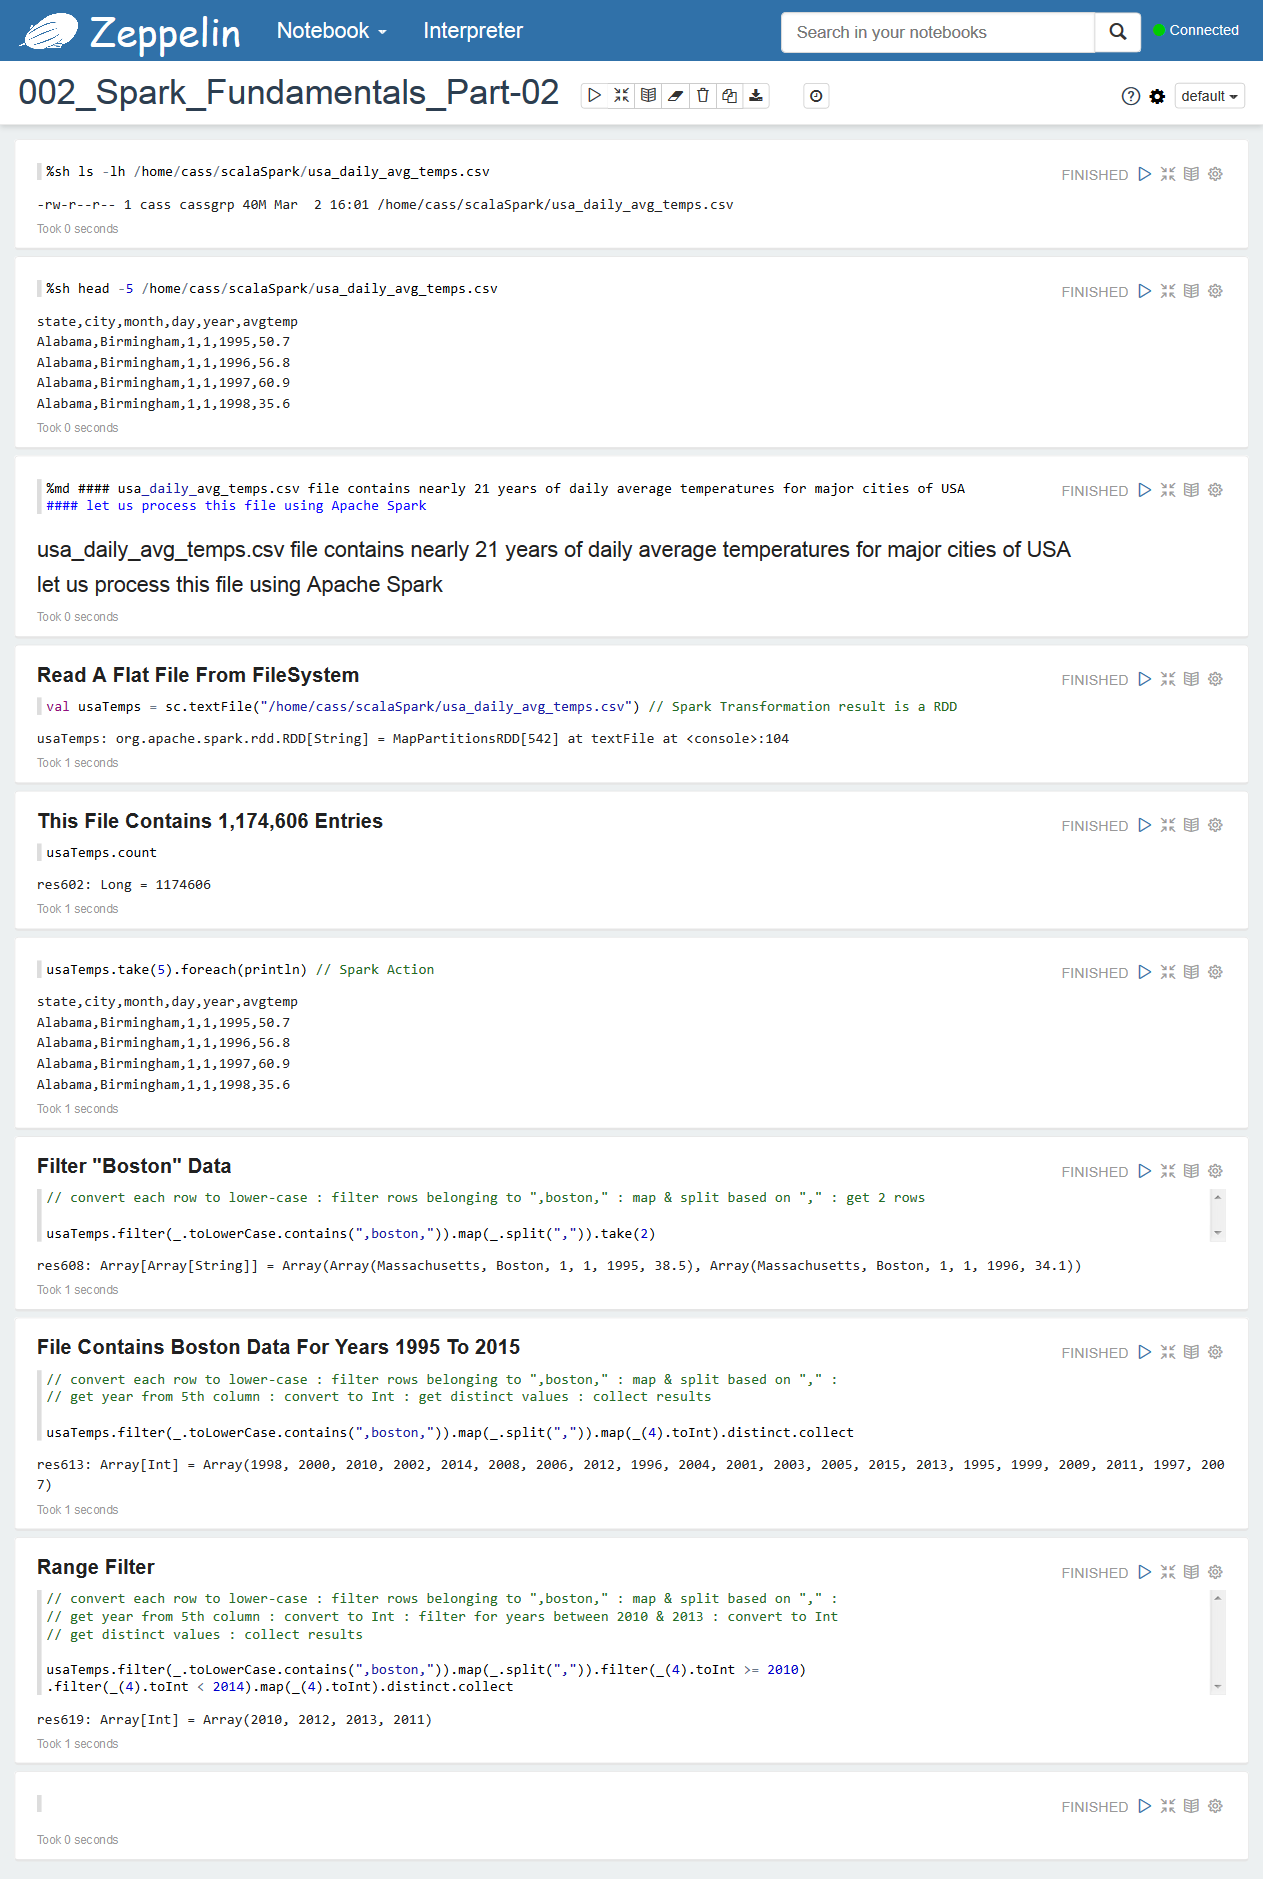 Zeppelin Notebook Interpreter Search in your notebooks Connected
002_Spark_Fundamentals_Part-02 default
%sh ls -lh /home/cass/scalaSpark/usa_daily_avg_temps.csv FINISHED
-rw-r--r-- 1 cass cassgrp 40M Mar  2 16:01 /home/cass/scalaSpark/usa_daily_avg_temps.csv
Took 0 seconds
%sh head -5 /home/cass/scalaSpark/usa_daily_avg_temps.csv FINISHED
state,city,month,day,year,avgtemp
Alabama,Birmingham,1,1,1995,50.7
Alabama,Birmingham,1,1,1996,56.8
Alabama,Birmingham,1,1,1997,60.9
Alabama,Birmingham,1,1,1998,35.6
Took 0 seconds
%md #### usa_daily_avg_temps.csv file contains nearly 21 years of daily average temperatures for major cities of USA FINISHED
#### let us process this file using Apache Spark
usa_daily_avg_temps.csv file contains nearly 21 years of daily average temperatures for major cities of USA
let us process this file using Apache Spark
Took 0 seconds
Read A Flat File From FileSystem FINISHED
val usaTemps = sc.textFile("/home/cass/scalaSpark/usa_daily_avg_temps.csv") // Spark Transformation result is a RDD
usaTemps: org.apache.spark.rdd.RDD[String] = MapPartitionsRDD[542] at textFile at <console>:104
Took 1 seconds
This File Contains 1,174,606 Entries FINISHED
usaTemps.count
res602: Long = 1174606
Took 1 seconds
usaTemps.take(5).foreach(println) // Spark Action FINISHED
state,city,month,day,year,avgtemp
Alabama,Birmingham,1,1,1995,50.7
Alabama,Birmingham,1,1,1996,56.8
Alabama,Birmingham,1,1,1997,60.9
Alabama,Birmingham,1,1,1998,35.6
Took 1 seconds
Filter "Boston" Data FINISHED
// convert each row to lower-case : filter rows belonging to ",boston," : map & split based on "," : get 2 rows
usaTemps.filter(_.toLowerCase.contains(",boston,")).map(_.split(",")).take(2)
res608: Array[Array[String]] = Array(Array(Massachusetts, Boston, 1, 1, 1995, 38.5), Array(Massachusetts, Boston, 1, 1, 1996, 34.1))
Took 1 seconds
File Contains Boston Data For Years 1995 To 2015 FINISHED
// convert each row to lower-case : filter rows belonging to ",boston," : map & split based on "," :
// get year from 5th column : convert to Int : get distinct values : collect results
usaTemps.filter(_.toLowerCase.contains(",boston,")).map(_.split(",")).map(_(4).toInt).distinct.collect
res613: Array[Int] = Array(1998, 2000, 2010, 2002, 2014, 2008, 2006, 2012, 1996, 2004, 2001, 2003, 2005, 2015, 2013, 1995, 1999, 2009, 2011, 1997, 200
7)
Took 1 seconds
Range Filter FINISHED
// convert each row to lower-case : filter rows belonging to ",boston," : map & split based on "," :
// get year from 5th column : convert to Int : filter for years between 2010 & 2013 : convert to Int
// get distinct values : collect results
usaTemps.filter(_.toLowerCase.contains(",boston,")).map(_.split(",")).filter(_(4).toInt >= 2010)
.filter(_(4).toInt < 2014).map(_(4).toInt).distinct.collect
res619: Array[Int] = Array(2010, 2012, 2013, 2011)
Took 1 seconds
FINISHED
Took 0 seconds